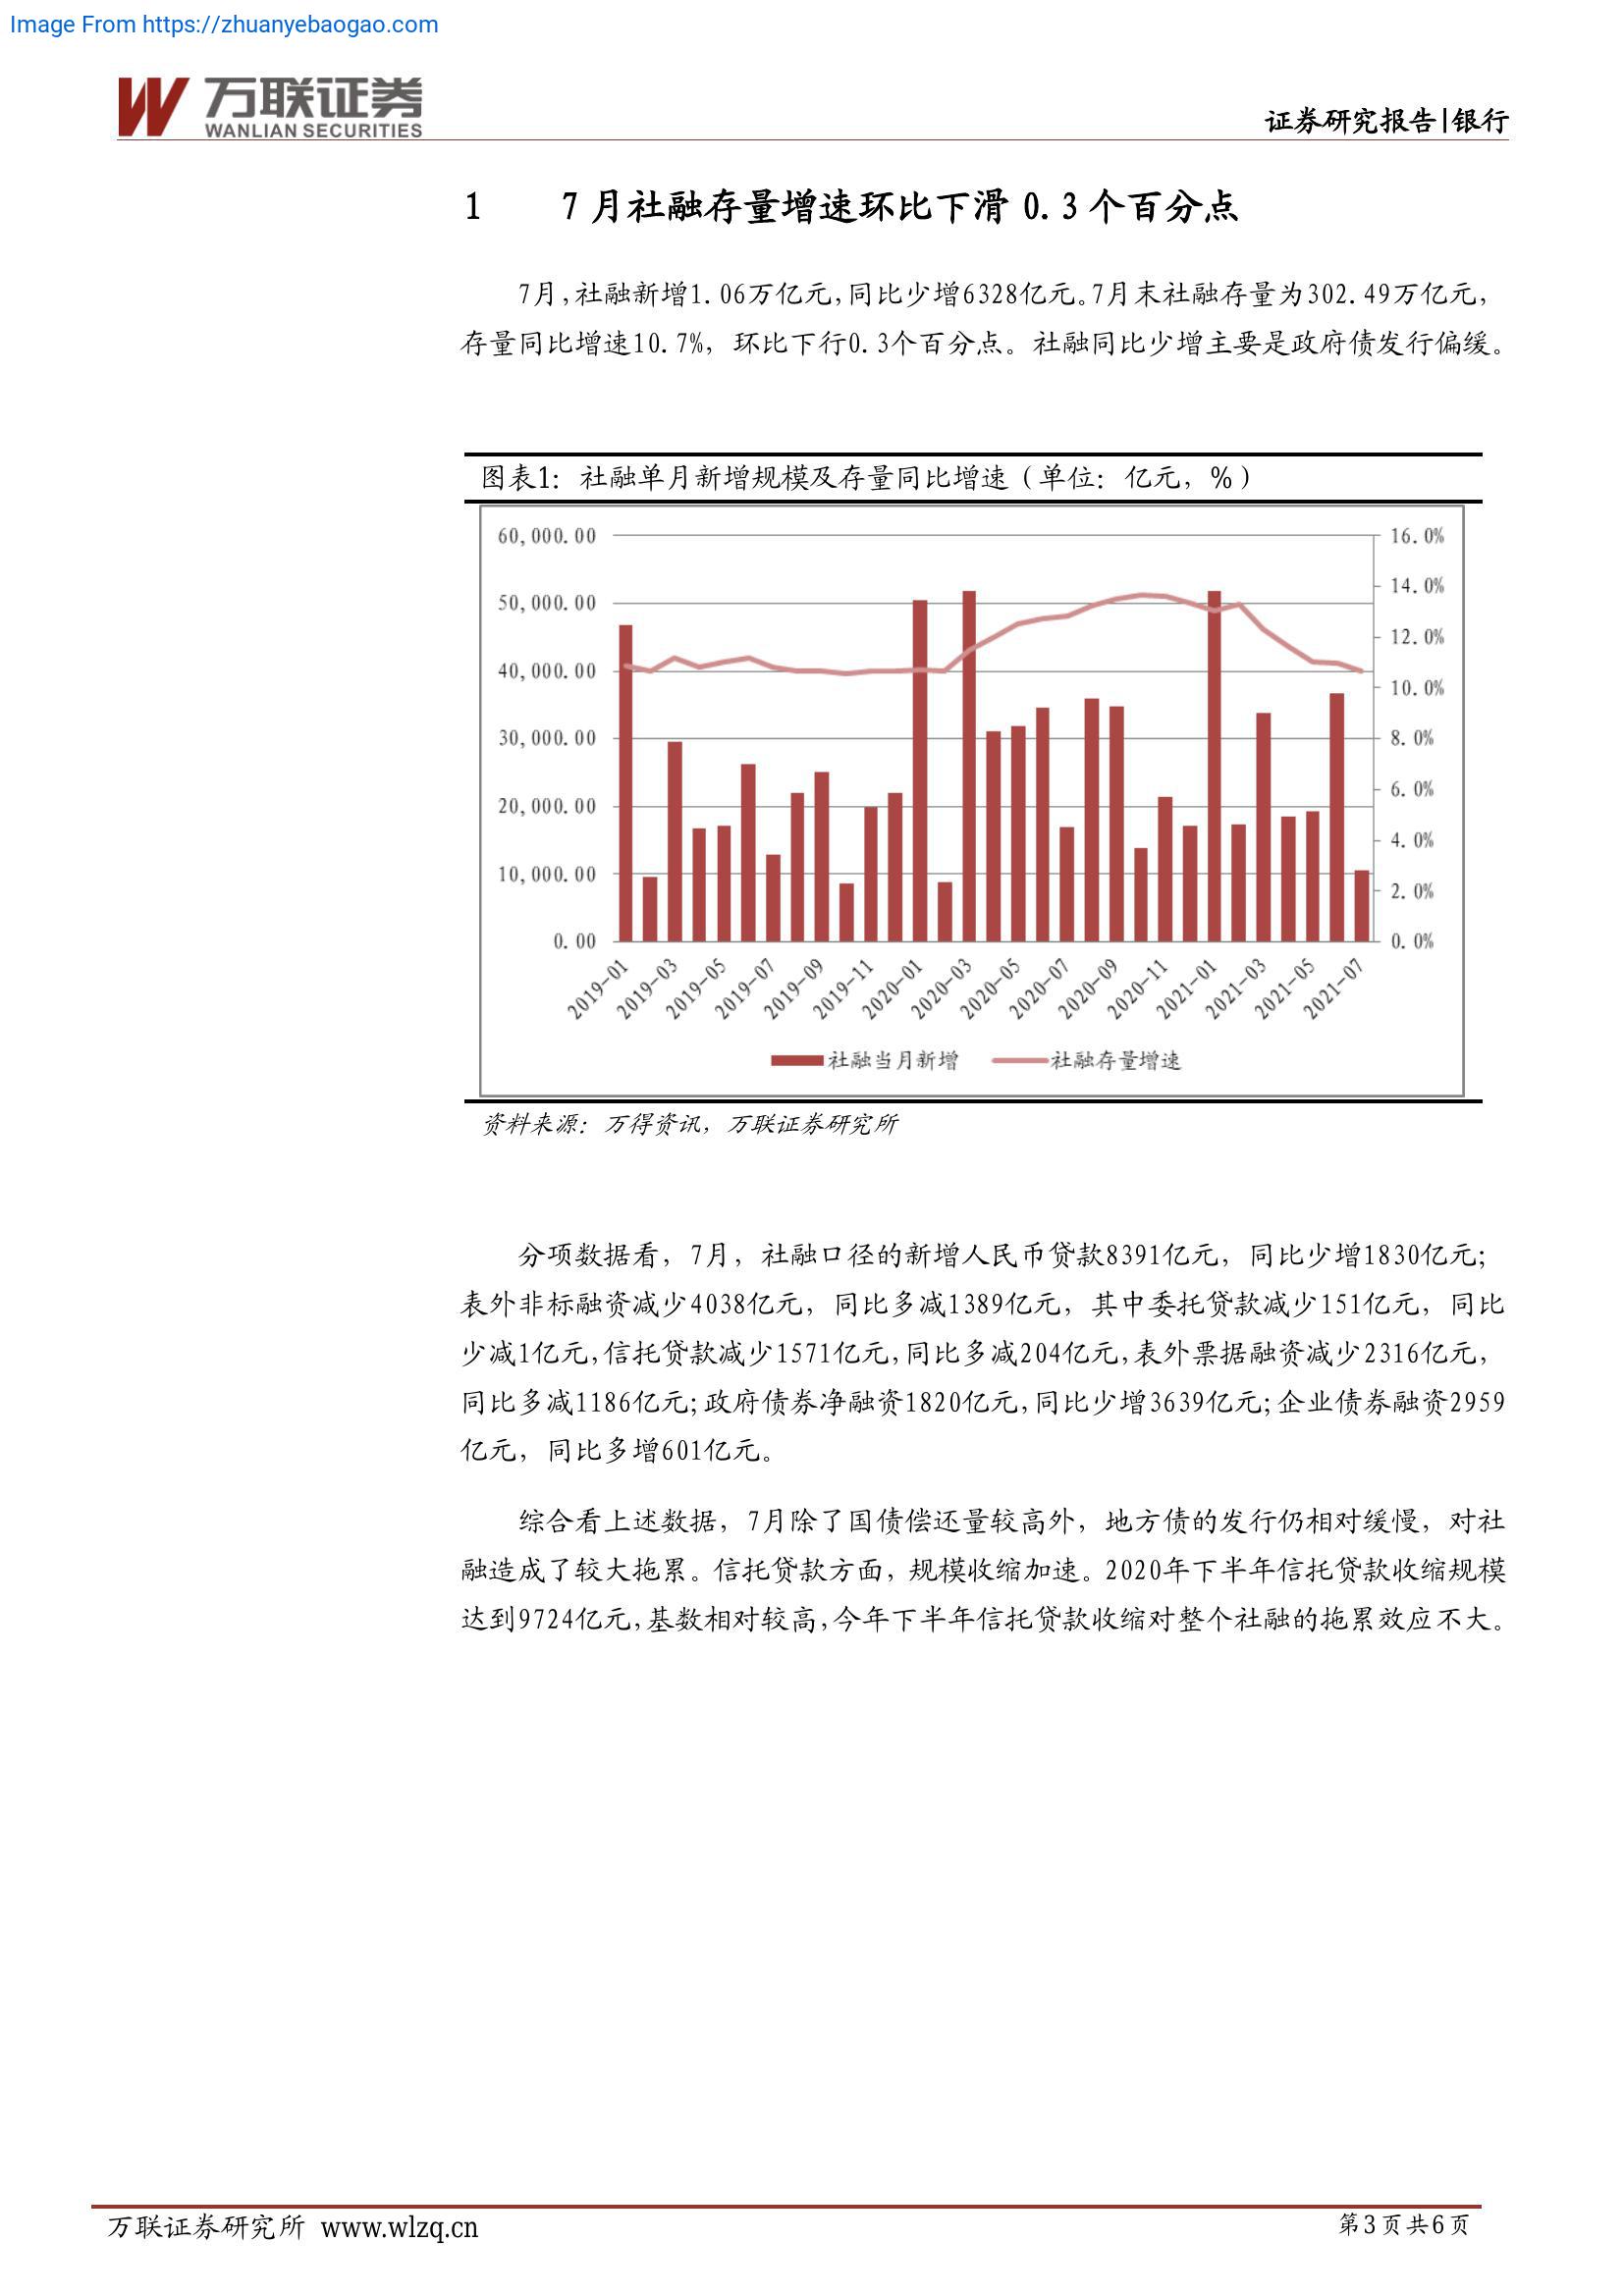 Image From https://zhuanyebaogao.com
万联证券
WANLIAN SECURITIES
证券研究报告|银行
1 7 月社融存量增速环比下滑 0.3 个百分点
7月,社融新增1.06万亿元,同比少增6328亿元。7月末社融存量为302.49万亿元,
存量同比增速10.7%, 环比下行0.3个百分点。社融同比少增主要是政府债发行偏缓。
图表1: 社融单月新增规模及存量同比增速(单位: 亿元, %)
60,000.00
50,000.00
40,000.00
30,000.00
20,000.00
10,000.00
0.00
16.0%
14.0%
12.0%
10.0%
8.0%
6.0%
4.0%
2.0%
0.0%
2019-01
2019-03
2019-05
2019-07
2019-09
2019-11
2020-01
2020-03
2020-05
2020-07
2020-09
2020-11
2021-01
2021-03
2021-05
2021-07
社融当月新增 社融存量增速
资料来源: 万得资讯, 万联证券研究所
分项数据看, 7月, 社融口径的新增人民币贷款8391亿元, 同比少增1830亿元;
表外非标融资减少4038亿元, 同比多减1389亿元, 其中委托贷款减少151亿元, 同比
少减1亿元,信托贷款减少1571亿元,同比多减204亿元,表外票据融资减少2316亿元,
同比多减1186亿元;政府债券净融资1820亿元,同比少增3639亿元;企业债券融资2959
亿元, 同比多增601亿元。
综合看上述数据, 7月除了国债偿还量较高外, 地方债的发行仍相对缓慢, 对社
融造成了较大拖累。信托贷款方面, 规模收缩加速。2020年下半年信托贷款收缩规模
达到9724亿元,基数相对较高,今年下半年信托贷款收缩对整个社融的拖累效应不大。
万联证券研究所 www.wlzq.cn
第3页共6页